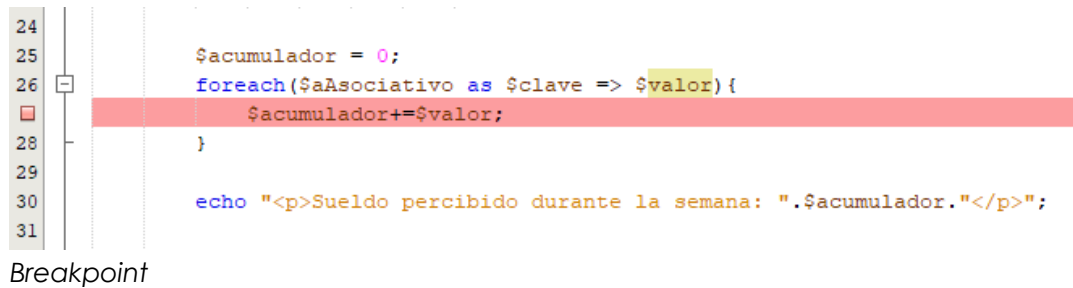 24
25 $acumulador = 0;
26 foreach($aAsociativo as $clave => $valor){
$acumulador+=$valor;
28 }
29
30 echo "<p>Sueldo percibido durante la semana: ".$acumulador."</p>";
31
Breakpoint